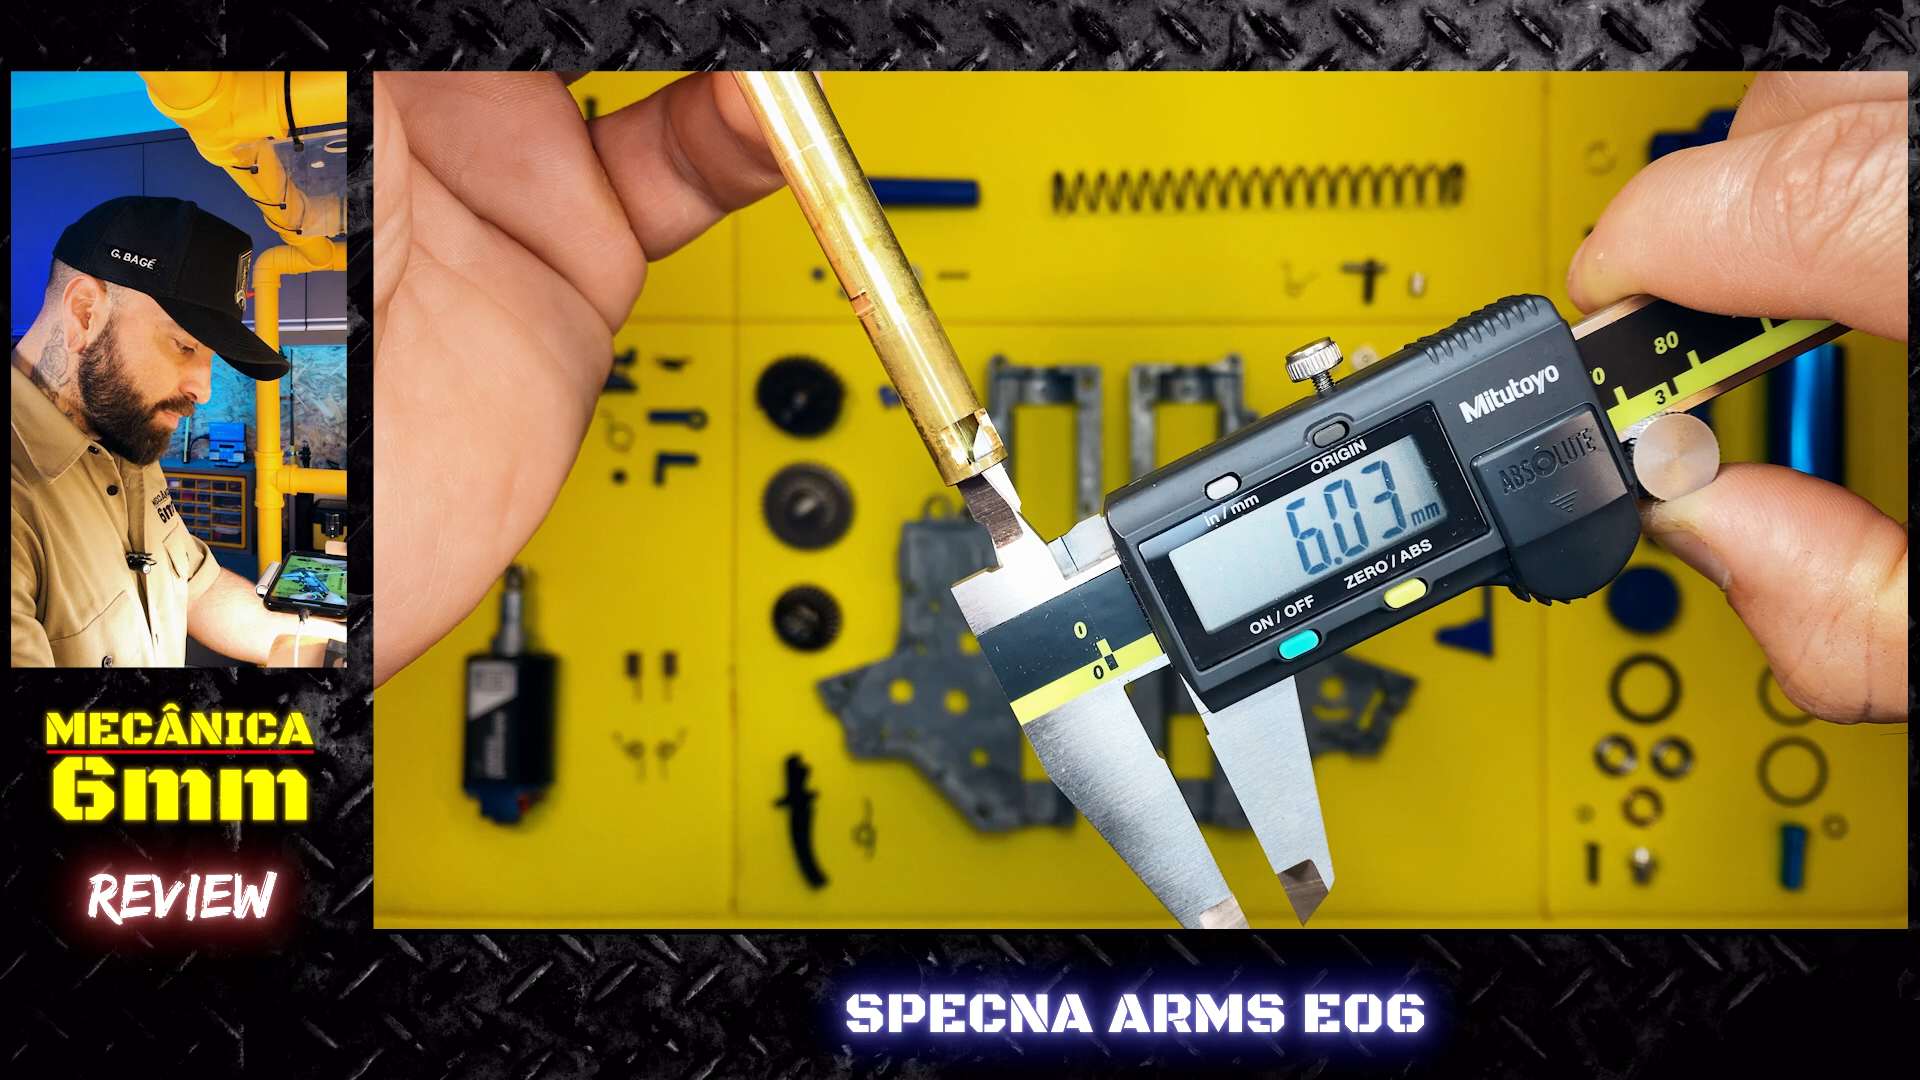 G. BAGÉ
MECÂNICA
6mm
REVIEW
Mitutoyo
ABSOLUTE
ORIGIN
in / mm
6.03 mm
ZERO / ABS
ON / OFF
80
3
0
0
SPECNA ARMS E06